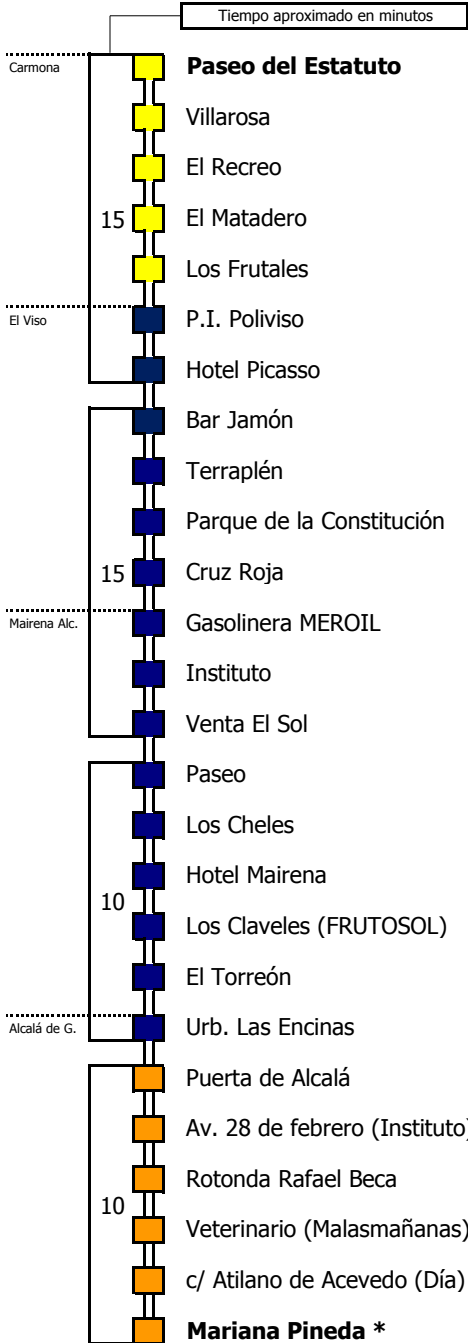 Tiempo aproximado en minutos
Carmona
Paseo del Estatuto
Villarosa
El Recreo
15
El Matadero
Los Frutales
El Viso
P.I. Poliviso
Hotel Picasso
Bar Jamón
Terraplén
Parque de la Constitución
15
Cruz Roja
Mairena Alc.
Gasolinera MEROIL
Instituto
Venta El Sol
Paseo
Los Cheles
Hotel Mairena
10
Los Claveles (FRUTOSOL)
El Torreón
Alcalá de G.
Urb. Las Encinas
Puerta de Alcalá
Av. 28 de febrero (Instituto)
Rotonda Rafael Beca
10
Veterinario (Malasmañanas)
c/ Atilano de Acevedo (Día)
Mariana Pineda *